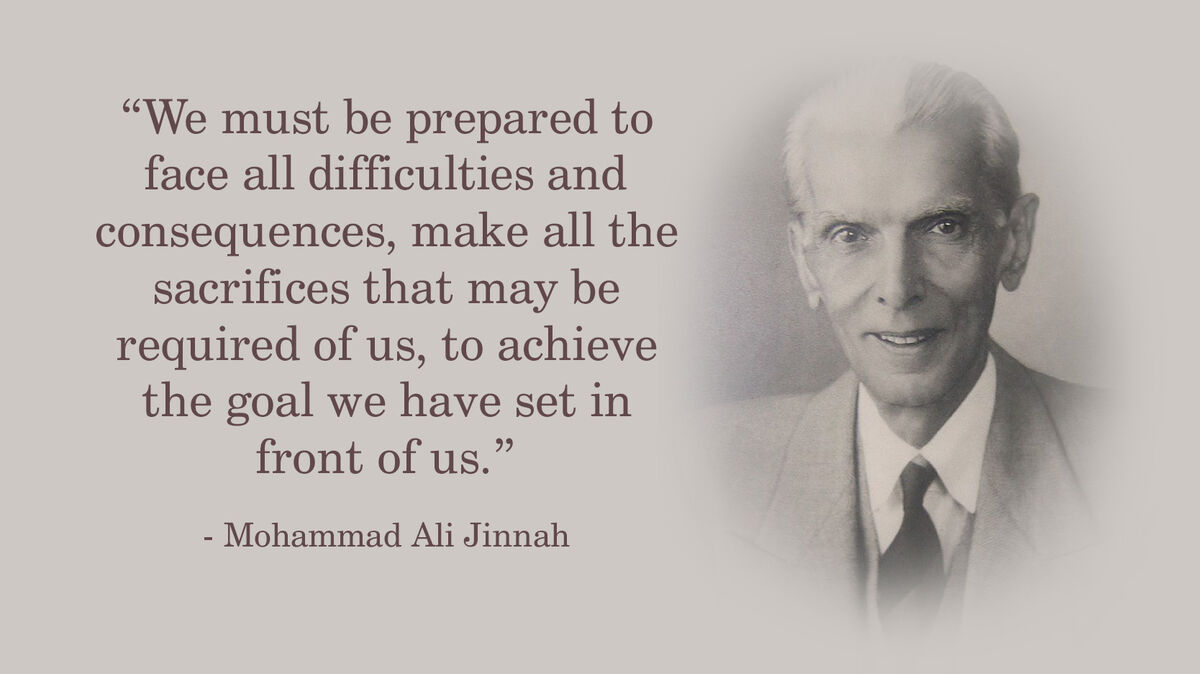 “We must be prepared to
face all difficulties and
consequences, make all the
sacrifices that may be
required of us, to achieve
the goal we have set in
front of us.”
- Mohammad Ali Jinnah